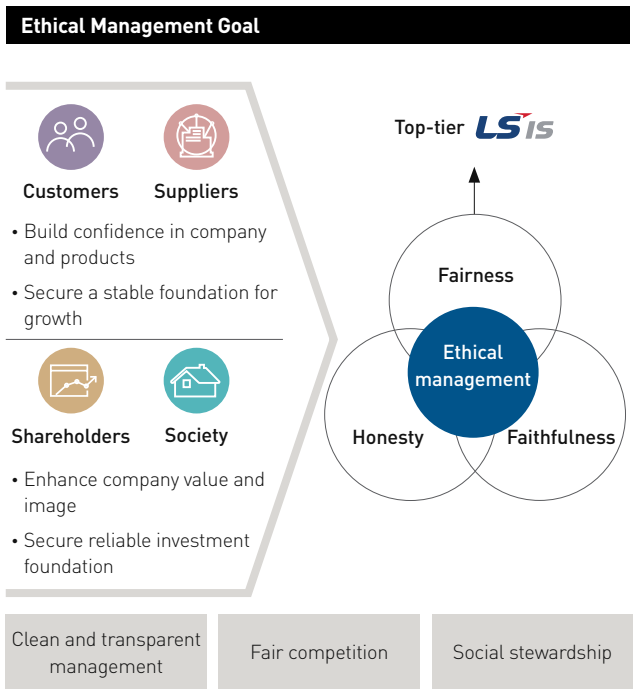 Ethical Management Goal
Customers
Suppliers
• Build confidence in company
and products
• Secure a stable foundation for
growth
Shareholders
Society
• Enhance company value and
image
• Secure reliable investment
foundation
Top-tier LSIS
Fairness
Ethical
management
Honesty
Faithfulness
Clean and transparent
management
Fair competition
Social stewardship